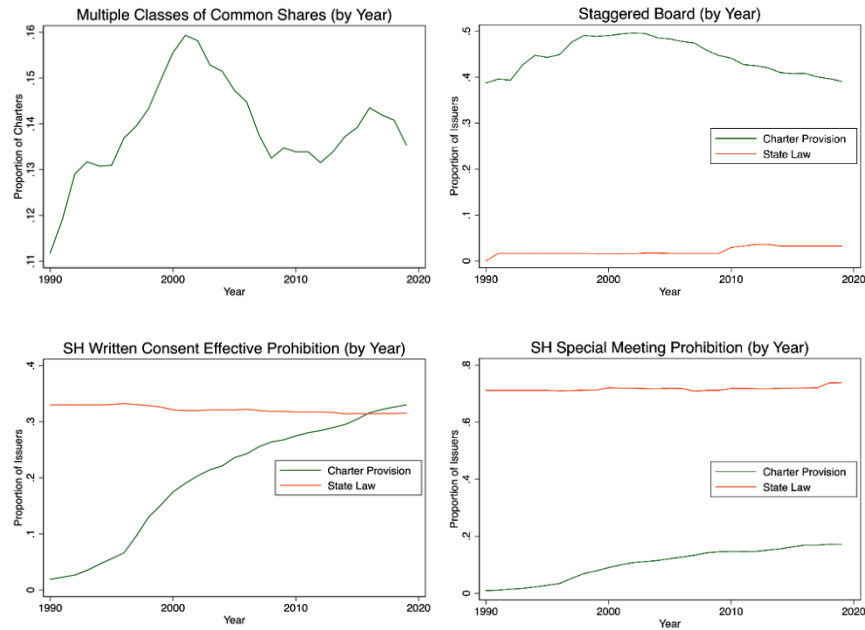 Multiple Classes of Common Shares (by Year)
Proportion of Charters
.16
.15
.14
.13
.12
.11
1990
2000
2010
2020
Year
Staggered Board (by Year)
Proportion of Issuers
.5
.4
.3
.2
.1
0
Charter Provision
State Law
1990
2000
2010
2020
Year
SH Written Consent Effective Prohibition (by Year)
Proportion of Issuers
.4
.3
.2
.1
0
Charter Provision
State Law
1990
2000
2010
2020
Year
SH Special Meeting Prohibition (by Year)
Proportion of Issuers
.8
.6
.4
.2
0
Charter Provision
State Law
1990
2000
2010
2020
Year